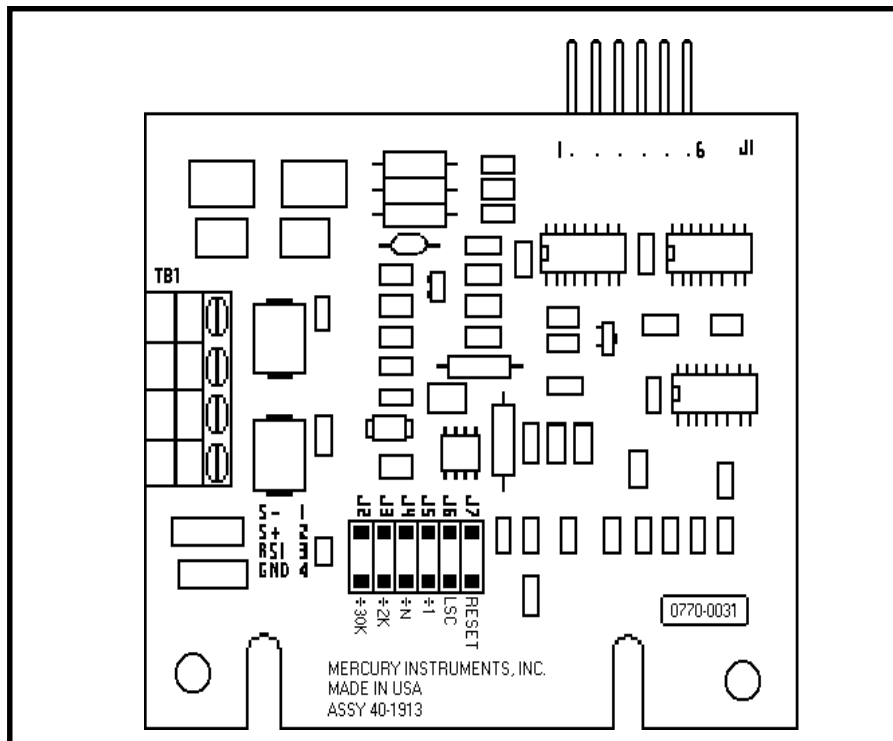 1 . . . . . . 6 J1
TB1
S- 1
S+ 2
RSI 3
GND 4
J2 J3 J4 J5 J6 J7
÷30K ÷2K ÷N ÷1 LSC RESET
0770-0031
MERCURY INSTRUMENTS, INC.
MADE IN USA
ASSY 40-1913